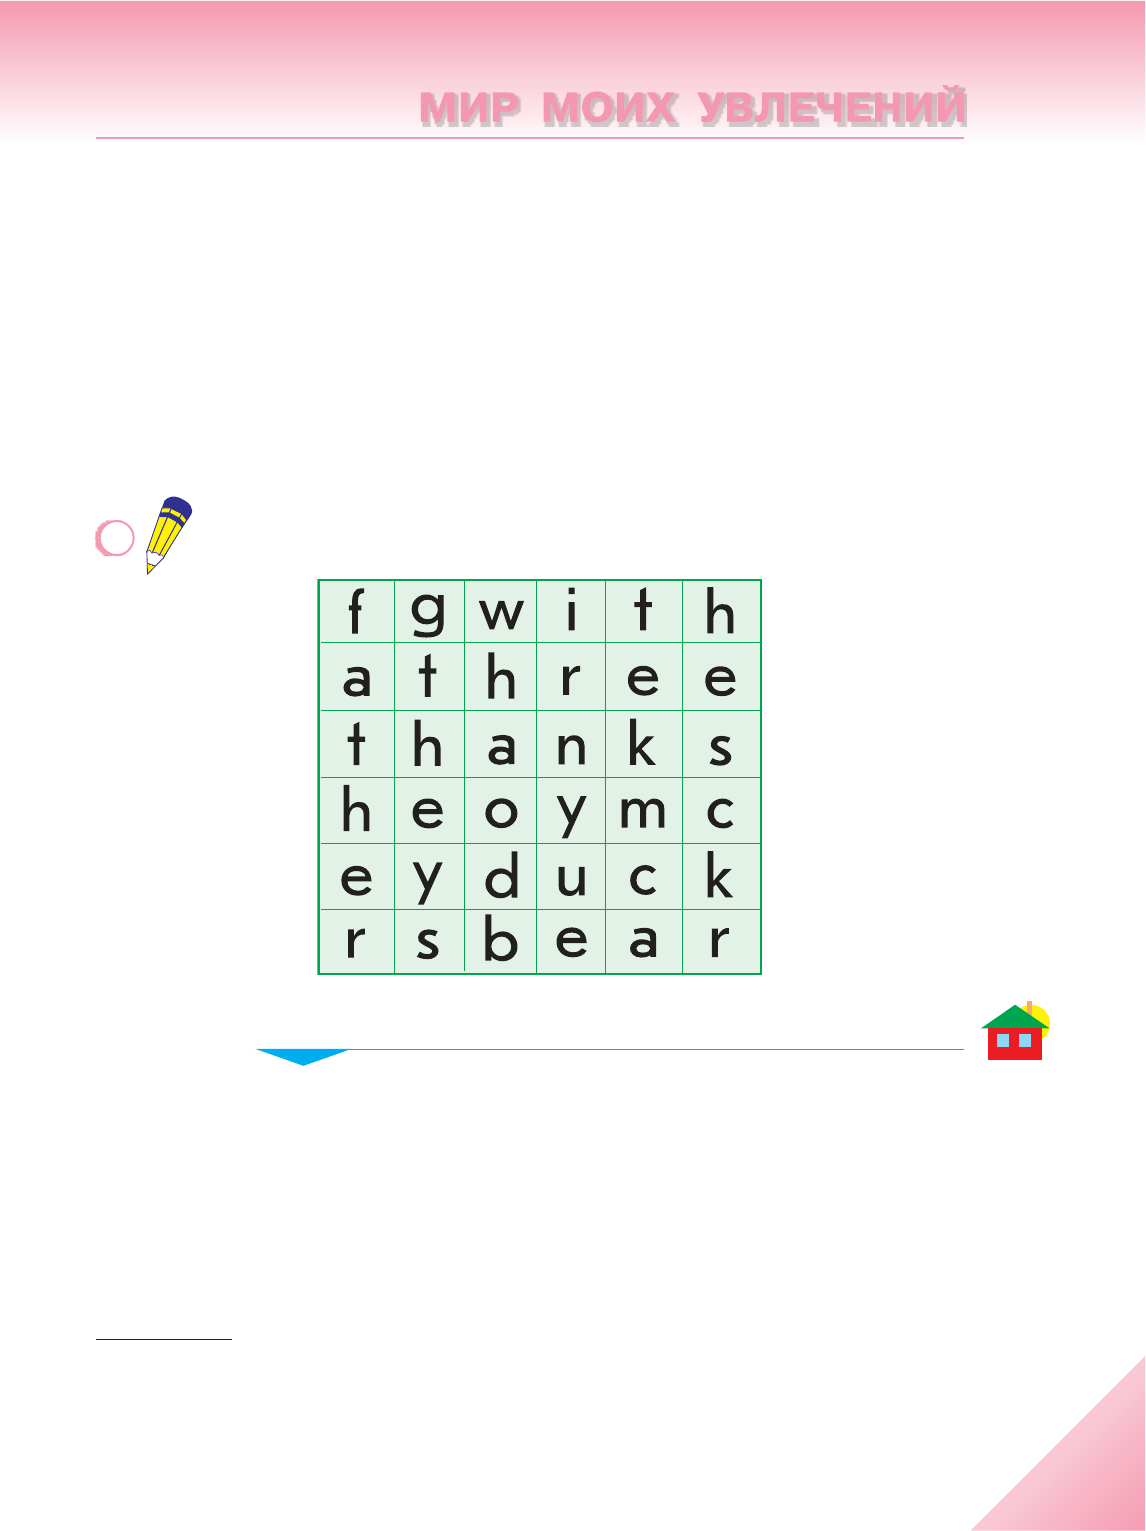 МИР МОИХ УВЛЕЧЕНИЙ
f g w i t h
a t h r e e
t h a n k s
h e o y m c
e y d u c k
r s b e a r